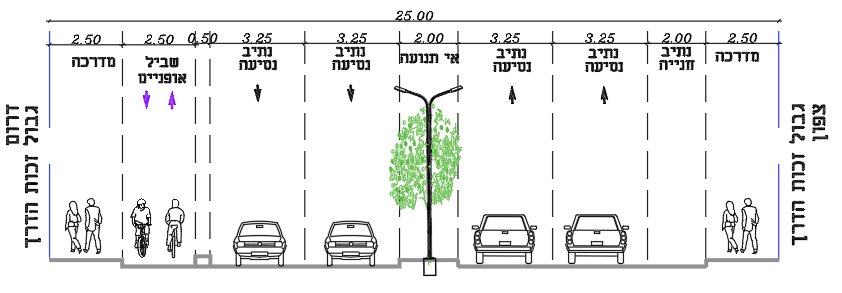 25.00
2.50 2.50 0.50 3.25 3.25 2.00 3.25 3.25 2.00 2.50
מדרכה
שביל
אופניים
נתיב
נסיעה
נתיב
נסיעה
אי תנועה
נתיב
נסיעה
נתיב
נסיעה
נתיב
חנייה
מדרכה
דרום
גבול זכות הדרך
צפון
גבול זכות הדרך